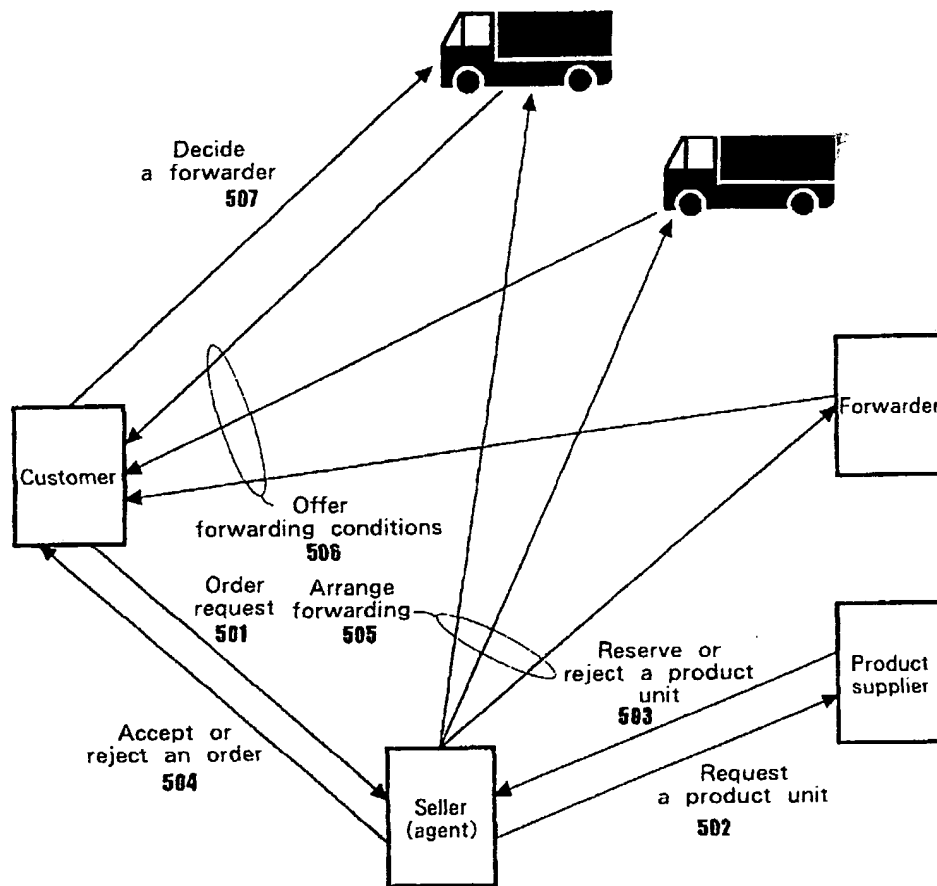 Decide
a forwarder
507
Forwarder
Customer
Offer
forwarding conditions
506
Order
request
501
Arrange
forwarding
505
Reserve or
reject a product
unit
503
Product
supplier
Accept or
reject an order
504
Seller
(agent)
Request
a product unit
502